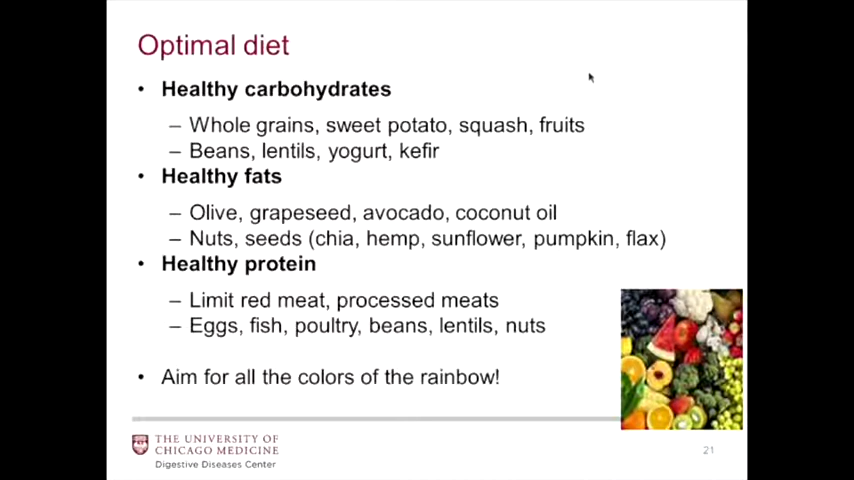 Optimal diet
• Healthy carbohydrates
– Whole grains, sweet potato, squash, fruits
– Beans, lentils, yogurt, kefir
• Healthy fats
– Olive, grapeseed, avocado, coconut oil
– Nuts, seeds (chia, hemp, sunflower, pumpkin, flax)
• Healthy protein
– Limit red meat, processed meats
– Eggs, fish, poultry, beans, lentils, nuts
• Aim for all the colors of the rainbow!
THE UNIVERSITY OF
CHICAGO MEDICINE
Digestive Diseases Center
21